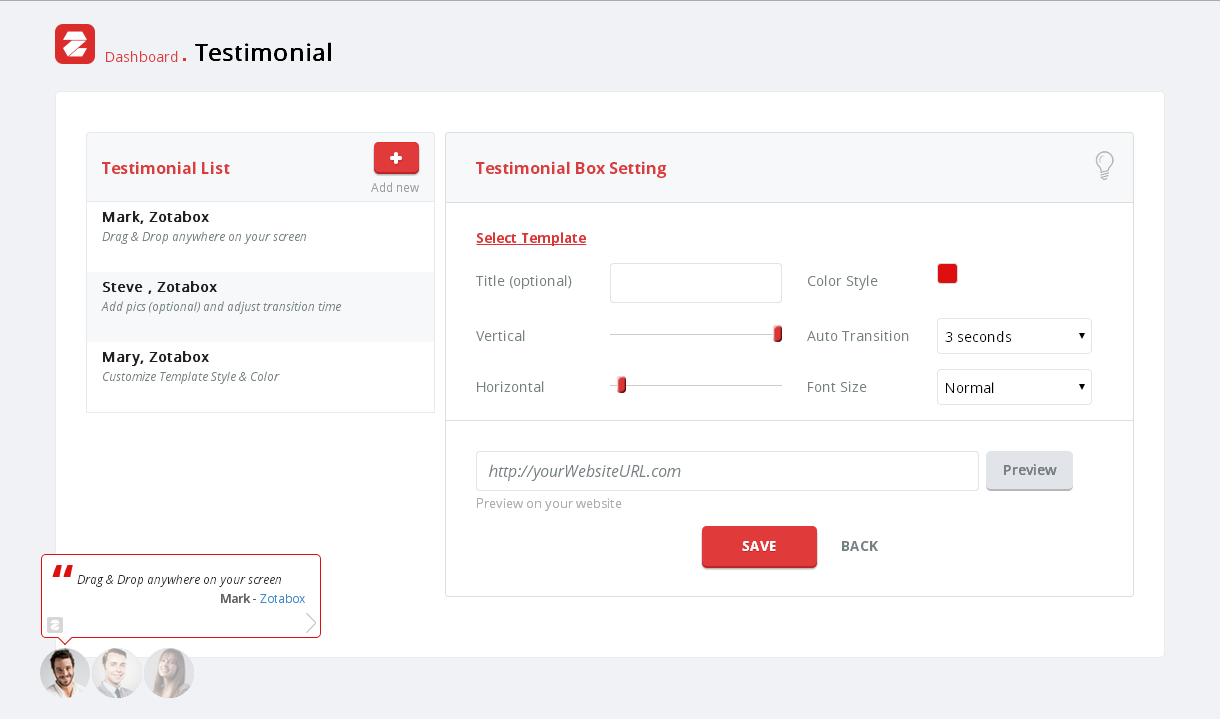 Dashboard . Testimonial
Testimonial List
Add new
Mark, Zotabox
Drag & Drop anywhere on your screen
Steve , Zotabox
Add pics (optional) and adjust transition time
Mary, Zotabox
Customize Template Style & Color
Testimonial Box Setting
Select Template
Title (optional)
Color Style
Vertical
Auto Transition
3 seconds
Horizontal
Font Size
Normal
http://yourWebsiteURL.com
Preview
Preview on your website
SAVE
BACK
“ Drag & Drop anywhere on your screen
Mark - Zotabox